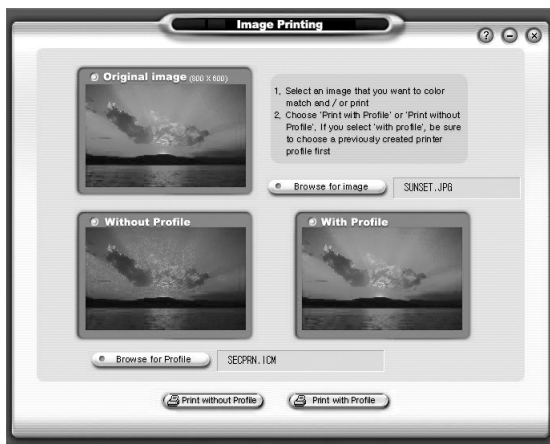 Image Printing
Original image (800 X 600)
1, Select an image that you want to color
match and / or print
2, Choose 'Print with Profile' or 'Print without
Profile', If you select 'with profile', be sure
to choose a previously created printer
profile first
Browse for image
SUNSET.JPG
Without Profile
With Profile
Browse for Profile
SECPRN.ICM
Print without Profile
Print with Profile